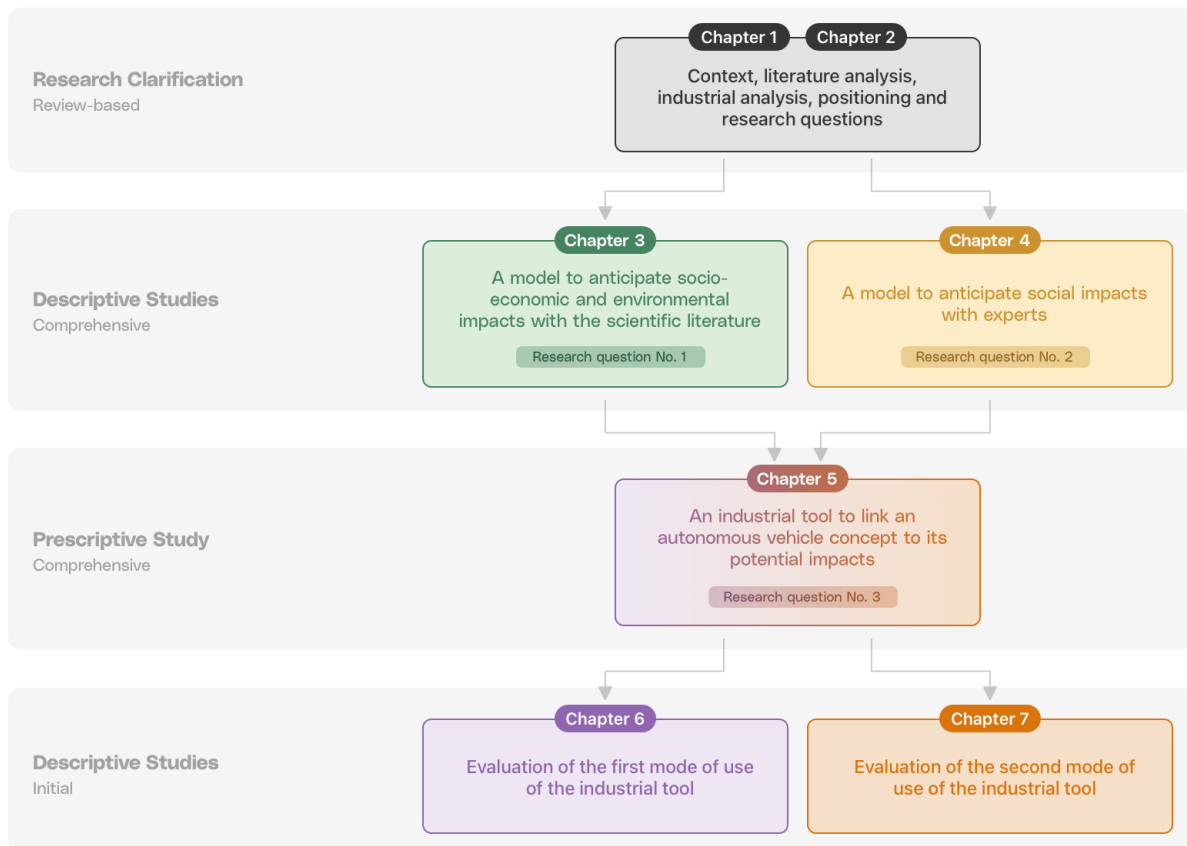 Chapter 1
Chapter 2
Research Clarification
Review-based
Context, literature analysis,
industrial analysis, positioning and
research questions
Chapter 3
Chapter 4
Descriptive Studies
Comprehensive
A model to anticipate socio-
economic and environmental
impacts with the scientific literature
Research question No. 1
A model to anticipate social impacts
with experts
Research question No. 2
Chapter 5
Prescriptive Study
Comprehensive
An industrial tool to link an
autonomous vehicle concept to its
potential impacts
Research question No. 3
Chapter 6
Chapter 7
Descriptive Studies
Initial
Evaluation of the first mode of use
of the industrial tool
Evaluation of the second mode of
use of the industrial tool